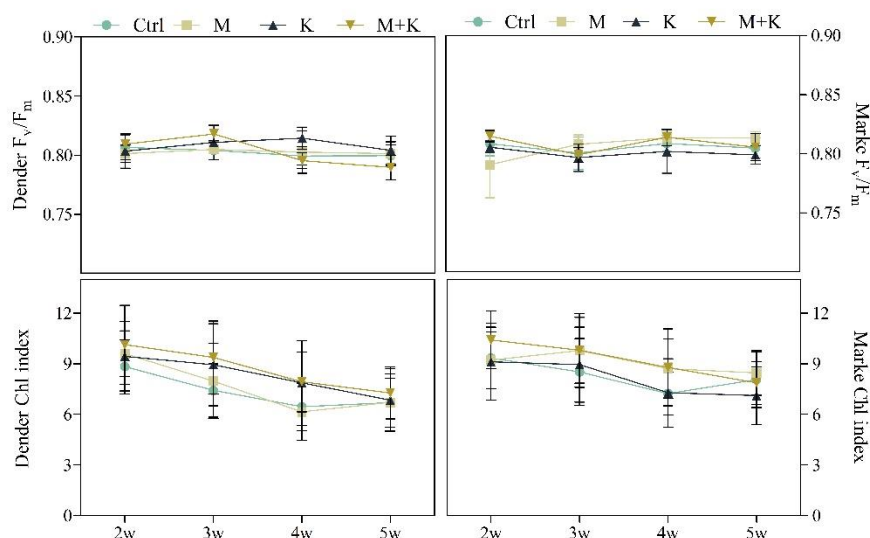 Ctrl M K M+K
Ctrl M K M+K
0.90
0.85
0.80
0.75
Dender Fv/Fm
0.90
0.85
0.80
0.75
Marke Fv/Fm
12
9
6
3
0
Dender Chl index
12
9
6
3
0
Marke Chl index
2w 3w 4w 5w
2w 3w 4w 5w